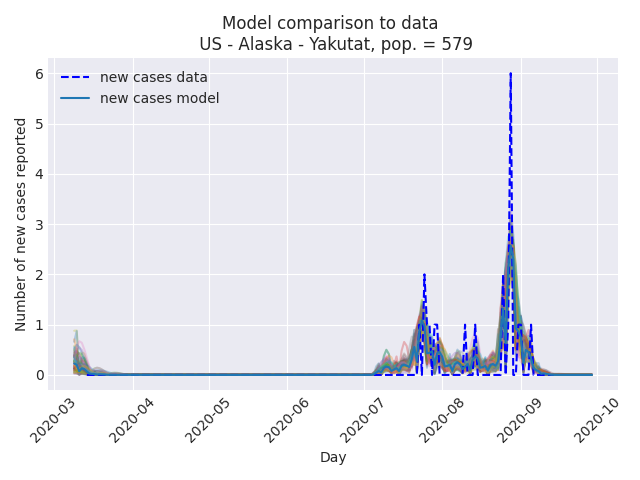 Model comparison to data
US - Alaska - Yakutat, pop. = 579
new cases data
new cases model
Number of new cases reported
6
5
4
3
2
1
0
2020-03
2020-04
2020-05
2020-06
2020-07
2020-08
2020-09
2020-10
Day